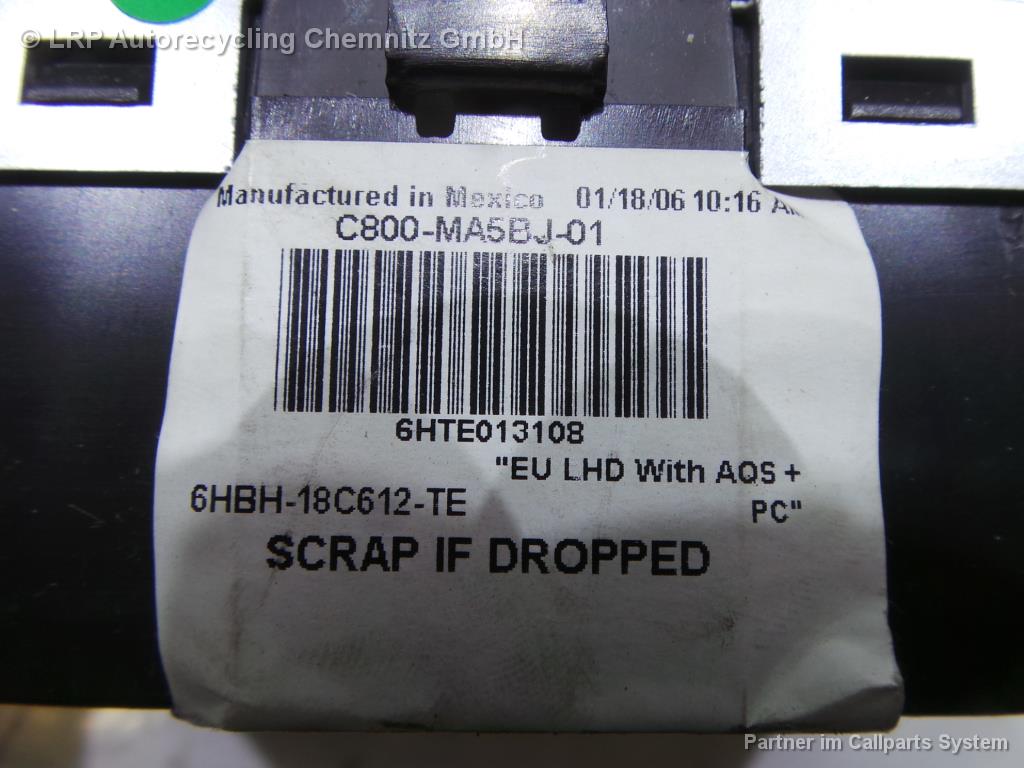 © LRP Autorecycling Chemnitz GmbH
Manufactured in Mexico 01/18/06 10:16 AM
C800-MA5BJ-01
6HTE013108
"EU LHD With AQS +
PC"
6HBH-18C612-TE
SCRAP IF DROPPED
Partner im Callparts System